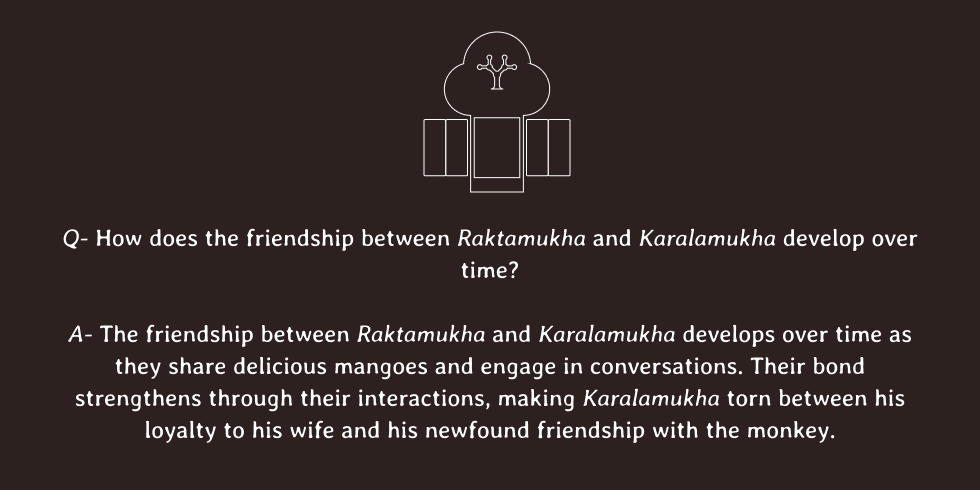 Q- How does the friendship between Raktamukha and Karalamukha develop over
time?
A- The friendship between Raktamukha and Karalamukha develops over time as
they share delicious mangoes and engage in conversations. Their bond
strengthens through their interactions, making Karalamukha torn between his
loyalty to his wife and his newfound friendship with the monkey.